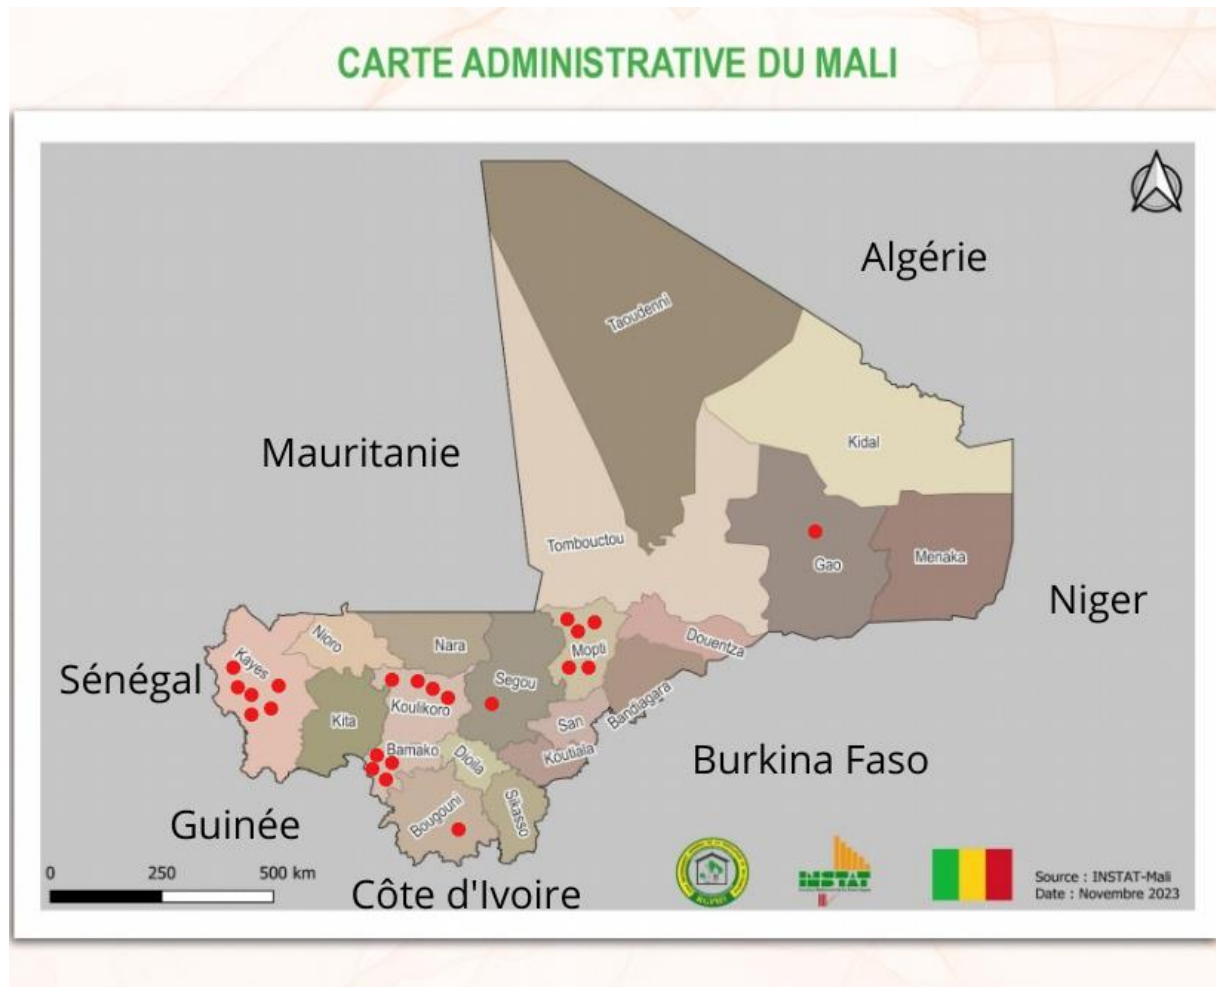 CARTE ADMINISTRATIVE DU MALI
Algérie
Taoudenni
Mauritanie
Kidal
Tombouctou
Gao
Menaka
Niger
Sénégal
Kayes
Nioro
Nara
Mopti
Douentza
Segou
Kita
Koulikoro
San
Bandiagara
Bamako
Dioila
Koutiala
Burkina Faso
Guinée
Bougouni
Sikasso
0 250 500 km
Côte d'Ivoire
INSTAT
Source : INSTAT-Mali
Date : Novembre 2023